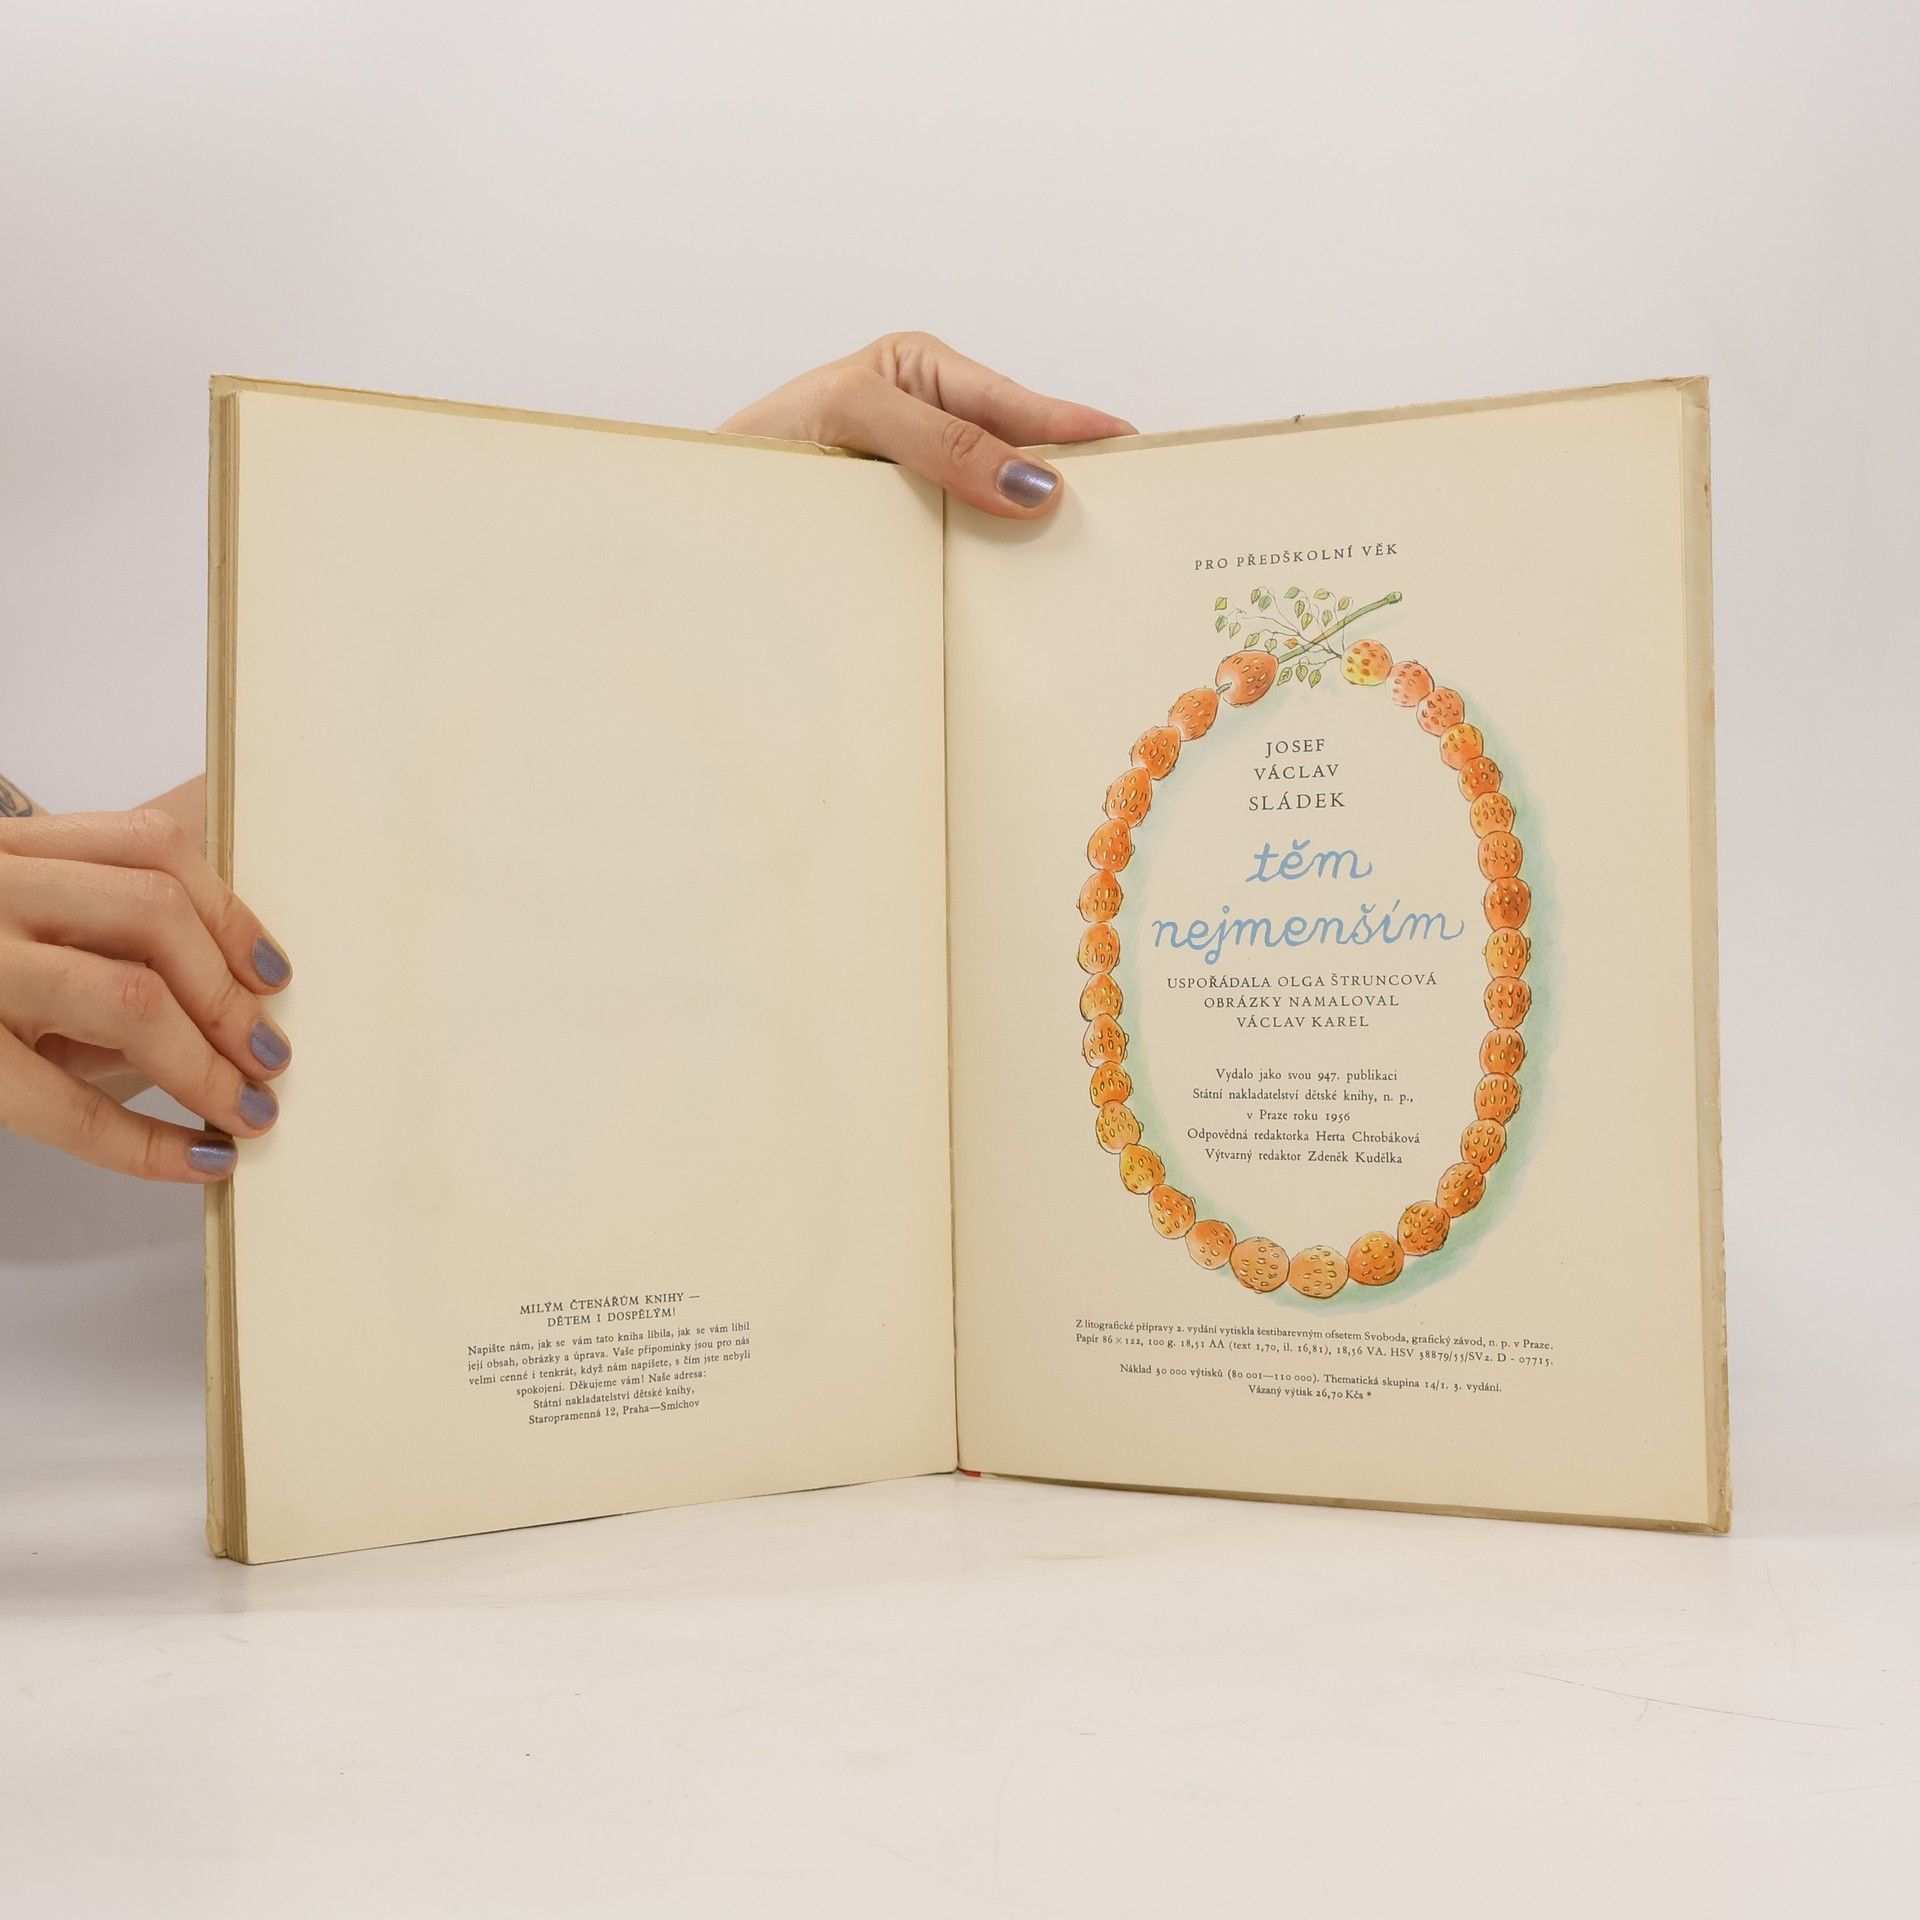 MILÝM ČTENÁŘŮM KNIHY —
DĚTEM I DOSPĚLÝM!
Napište nám, jak se vám tato kniha líbila, jak se vám líbil
její obsah, obrázky a úprava. Vaše připomínky jsou pro nás
velmi cenné i tenkrát, když nám napíšete, s čím jste nebyli
spokojeni. Děkujeme vám! Naše adresa:
Státní nakladatelství dětské knihy,
Staropramenná 12, Praha—Smíchov
PRO PŘEDŠKOLNÍ VĚK
JOSEF
VÁCLAV
SLÁDEK
těm
nejmenším
USPOŘÁDALA OLGA ŠTRUNCOVÁ
OBRÁZKY NAMALOVAL
VÁCLAV KAREL
Vydalo jako svou 947. publikaci
Státní nakladatelství dětské knihy, n. p.,
v Praze roku 1956
Odpovědná redaktorka Herta Chrobáková
Výtvarný redaktor Zdeněk Kudělka
Z litografické přípravy 2. vydání vytiskla šestibarevným ofsetem Svoboda, grafický závod, n. p. v Praze.
Papír 86 × 122, 100 g. 18,51 AA (text 1,70, il. 16,81), 18,56 VA. HSV 38879/55/SV2. D - 07715.
Náklad 30 000 výtisků (80 001—110 000). Thematická skupina 14/1. 3. vydání.
Vázaný výtisk 26,70 Kčs *